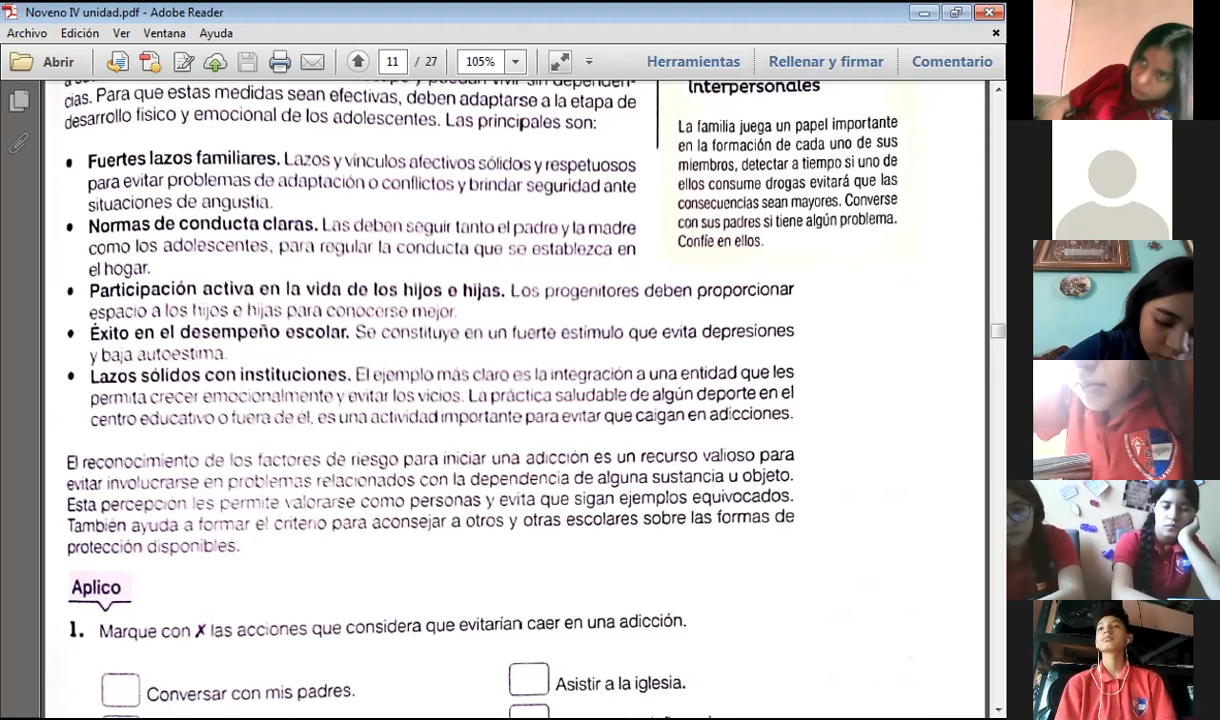 Noveno IV unidad.pdf - Adobe Reader
Archivo Edición Ver Ventana Ayuda
Abrir 11 / 27 105% Herramientas Rellenar y firmar Comentario
cias. Para que estas medidas sean efectivas, deben adaptarse a la etapa de
desarrollo físico y emocional de los adolescentes. Las principales son:
• Fuertes lazos familiares. Lazos y vínculos afectivos sólidos y respetuosos
para evitar problemas de adaptación o conflictos y brindar seguridad ante
situaciones de angustia.
• Normas de conducta claras. Las deben seguir tanto el padre y la madre
como los adolescentes, para regular la conducta que se establezca en
el hogar.
• Participación activa en la vida de los hijos e hijas. Los progenitores deben proporcionar
espacio a los hijos e hijas para conocerse mejor.
• Éxito en el desempeño escolar. Se constituye en un fuerte estímulo que evita depresiones
y baja autoestima.
• Lazos sólidos con instituciones. El ejemplo más claro es la integración a una entidad que les
permita crecer emocionalmente y evitar los vicios. La práctica saludable de algún deporte en el
centro educativo o fuera de él, es una actividad importante para evitar que caigan en adicciones.
Interpersonales
La familia juega un papel importante
en la formación de cada uno de sus
miembros, detectar a tiempo si uno de
ellos consume drogas evitará que las
consecuencias sean mayores. Converse
con sus padres si tiene algún problema.
Confíe en ellos.
El reconocimiento de los factores de riesgo para iniciar una adicción es un recurso valioso para
evitar involucrarse en problemas relacionados con la dependencia de alguna sustancia u objeto.
Esta percepción les permite valorarse como personas y evita que sigan ejemplos equivocados.
También ayuda a formar el criterio para aconsejar a otros y otras escolares sobre las formas de
protección disponibles.
Aplico
1. Marque con ✗ las acciones que considera que evitarían caer en una adicción.
Conversar con mis padres.
Asistir a la iglesia.